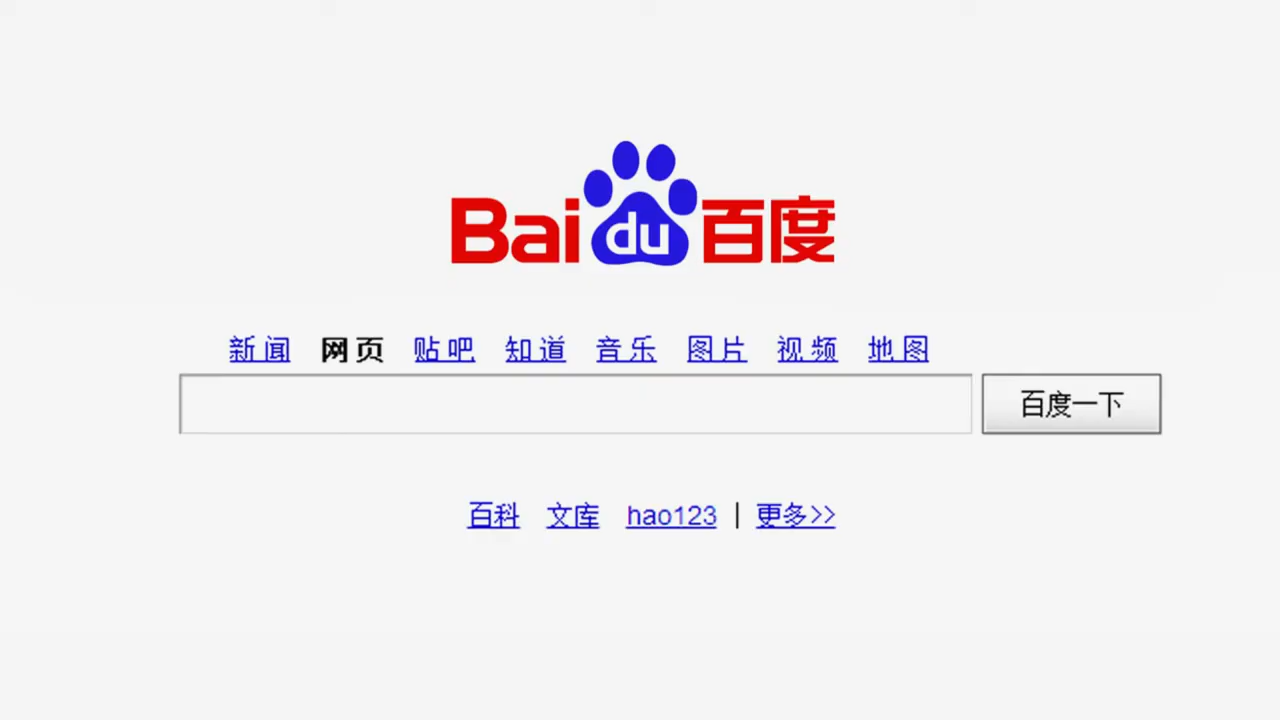 Bai du 百度
新闻 网页 贴吧 知道 音乐 图片 视频 地图
百度一下
百科 文库 hao123 | 更多>>